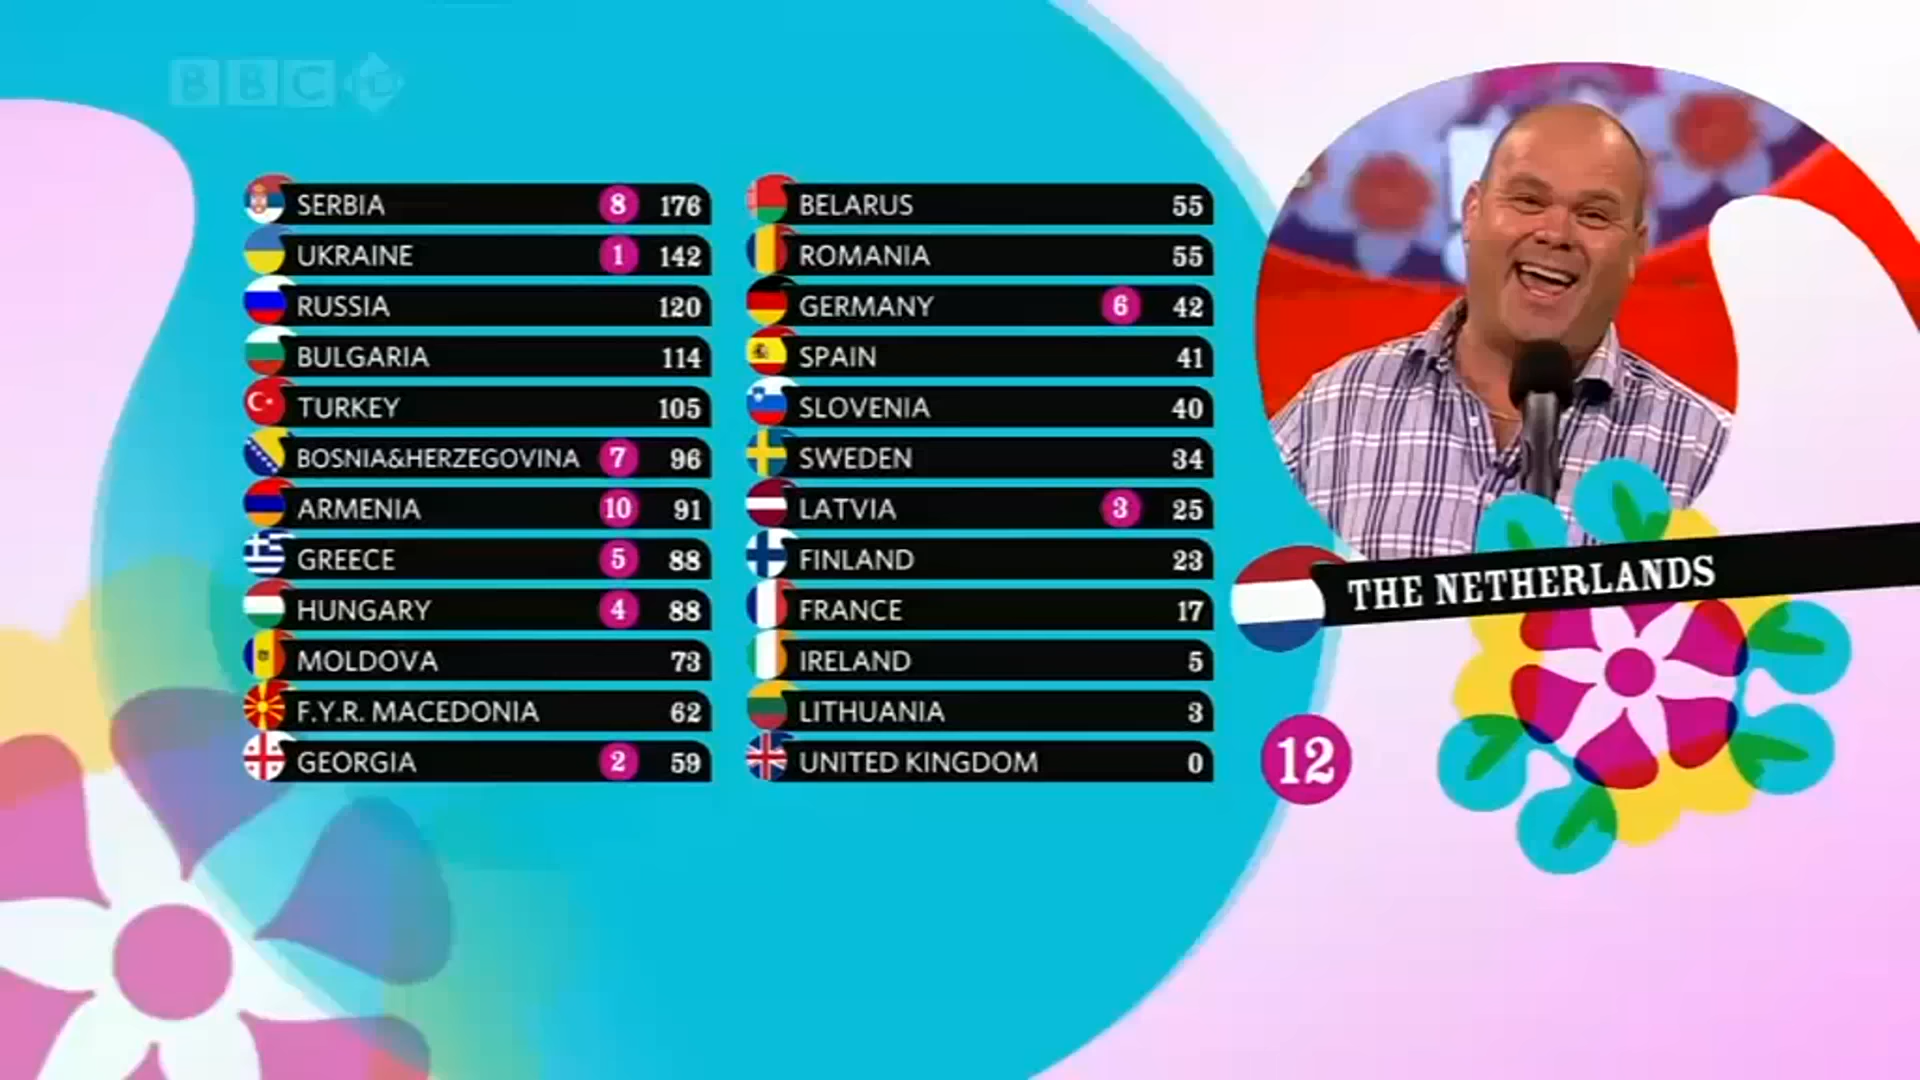 BBC HD
SERBIA 8 176
UKRAINE 1 142
RUSSIA 120
BULGARIA 114
TURKEY 105
BOSNIA&HERZEGOVINA 7 96
ARMENIA 10 91
GREECE 5 88
HUNGARY 4 88
MOLDOVA 73
F.Y.R. MACEDONIA 62
GEORGIA 2 59
BELARUS 55
ROMANIA 55
GERMANY 6 42
SPAIN 41
SLOVENIA 40
SWEDEN 34
LATVIA 3 25
FINLAND 23
FRANCE 17
IRELAND 5
LITHUANIA 3
UNITED KINGDOM 0
THE NETHERLANDS
12